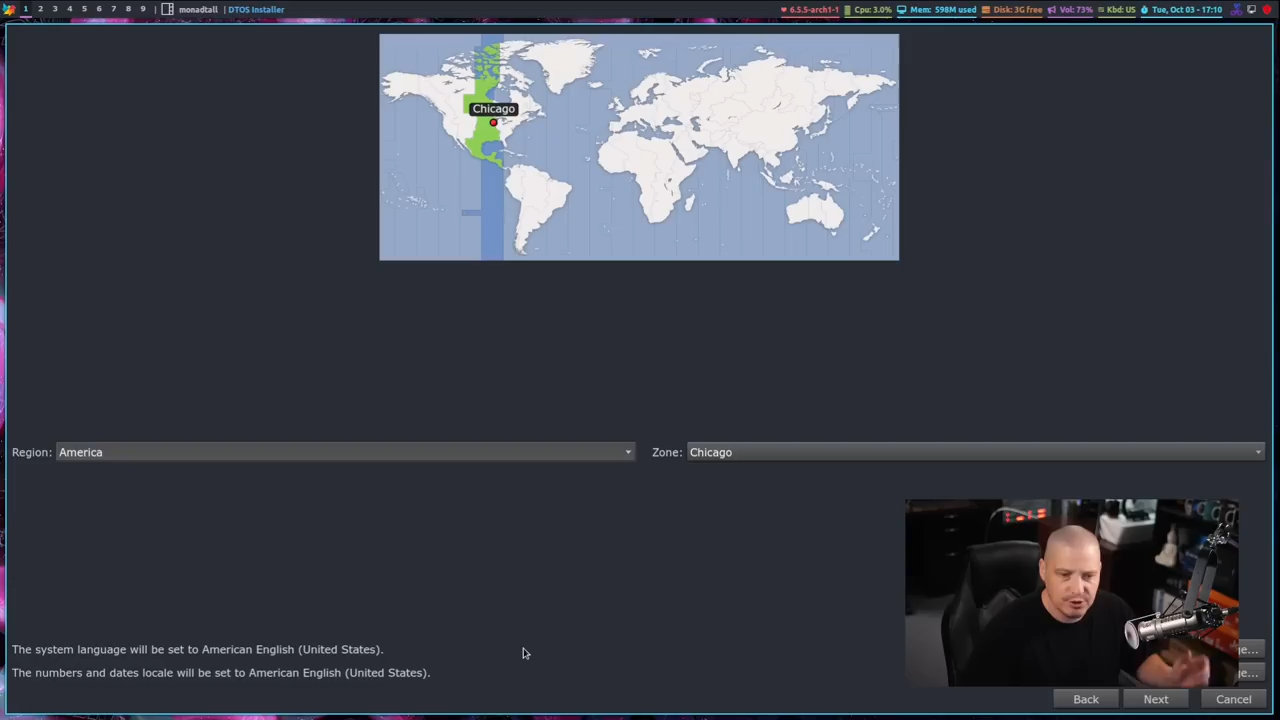 1 2 3 4 5 6 7 8 9 | monadtall | DTOS Installer
6.5.5-arch1-1 Cpu: 3.0% Mem: 598M used Disk: 3G free Vol: 73% Kbd: US Tue, Oct 03 - 17:10
Chicago
Region: America Zone: Chicago
The system language will be set to American English (United States). ge...
The numbers and dates locale will be set to American English (United States). ge...
Back Next Cancel